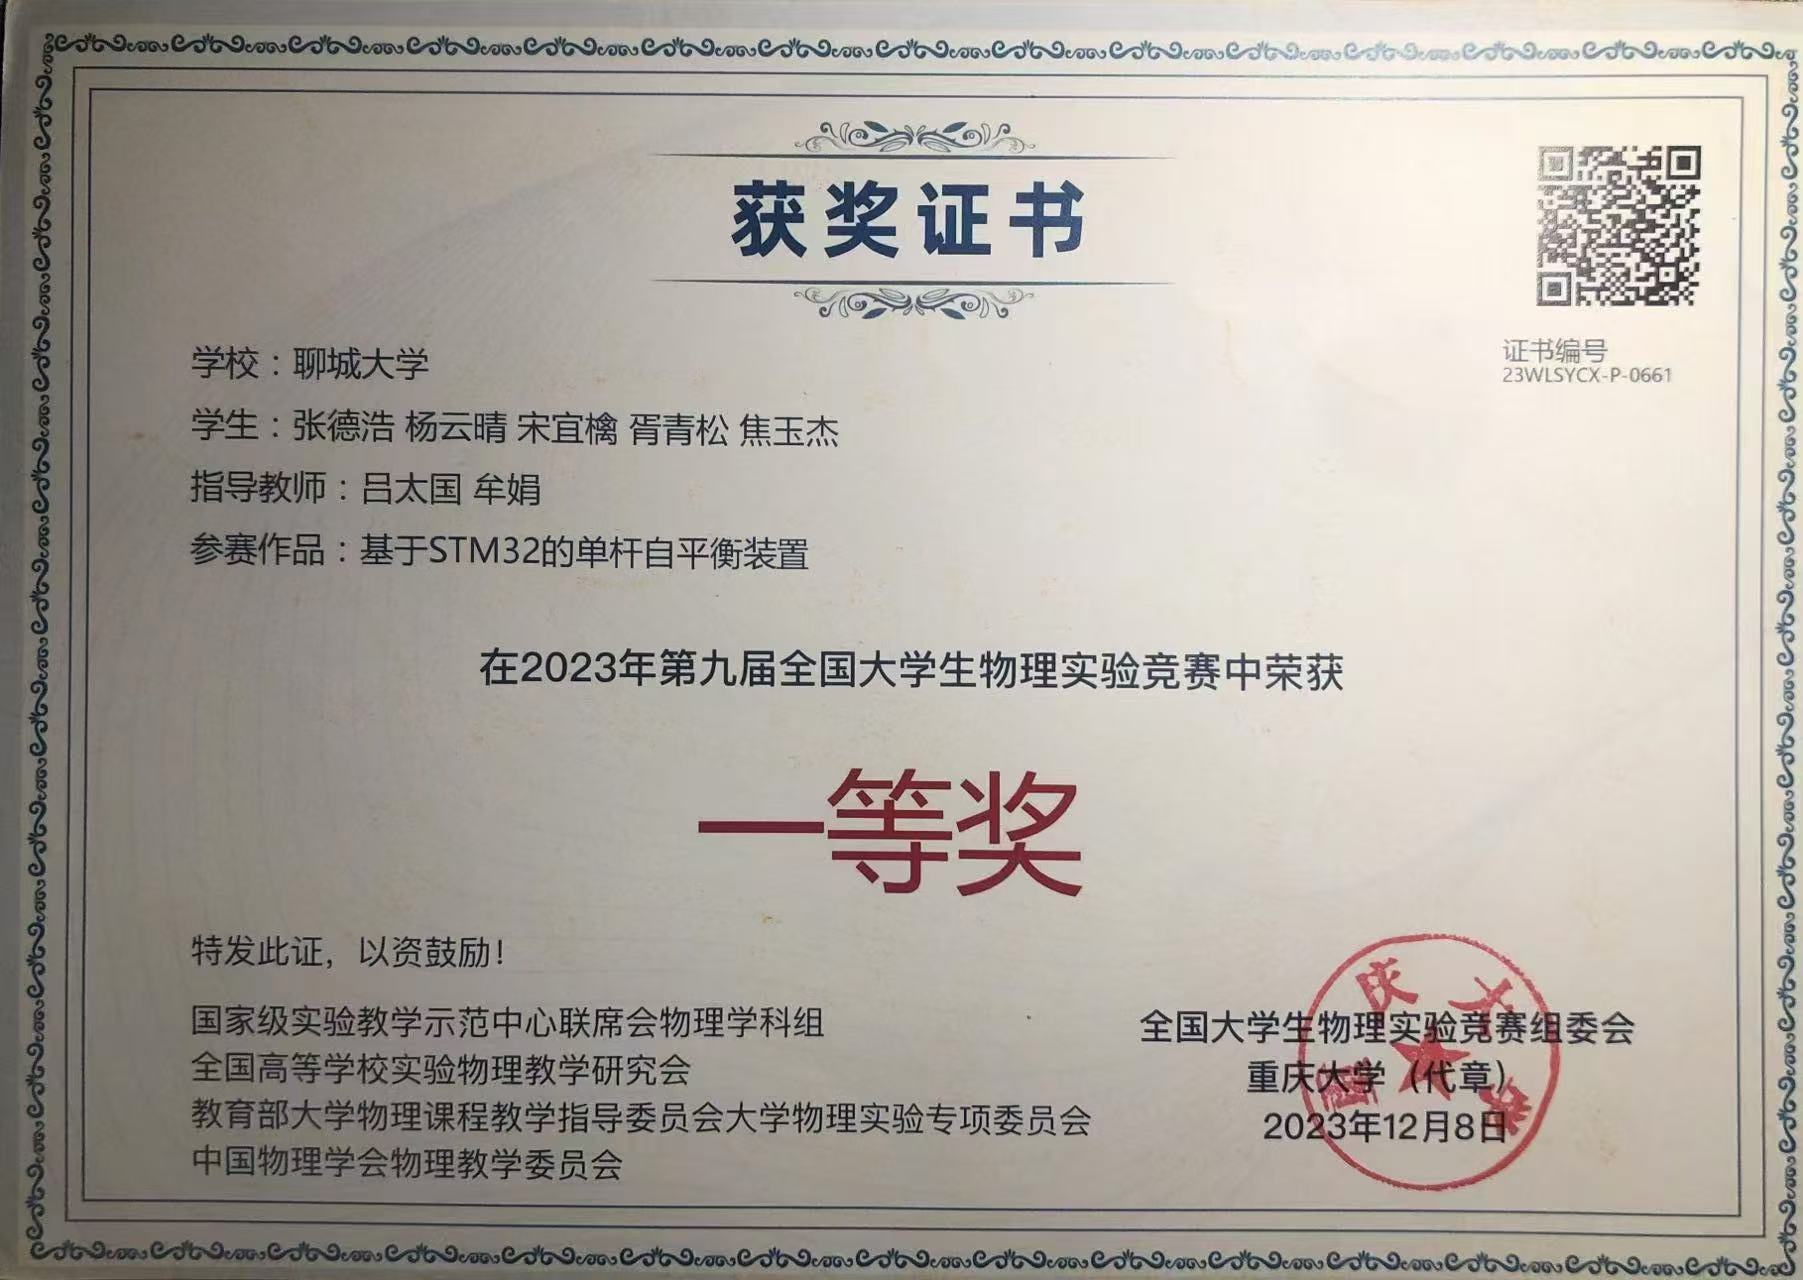 获奖证书
证书编号
23WLSYCX-P-0661
学校：聊城大学
学生：张德浩 杨云晴 宋宜檎 胥青松 焦玉杰
指导教师：吕太国 牟娟
参赛作品：基于STM32的单杆自平衡装置
在2023年第九届全国大学生物理实验竞赛中荣获
一等奖
特发此证，以资鼓励！
国家级实验教学示范中心联席会物理学科组
全国高等学校实验物理教学研究会
教育部大学物理课程教学指导委员会大学物理实验专项委员会
中国物理学会物理教学委员会
全国大学生物理实验竞赛组委会
重庆大学（代章）
2023年12月8日
重庆大学